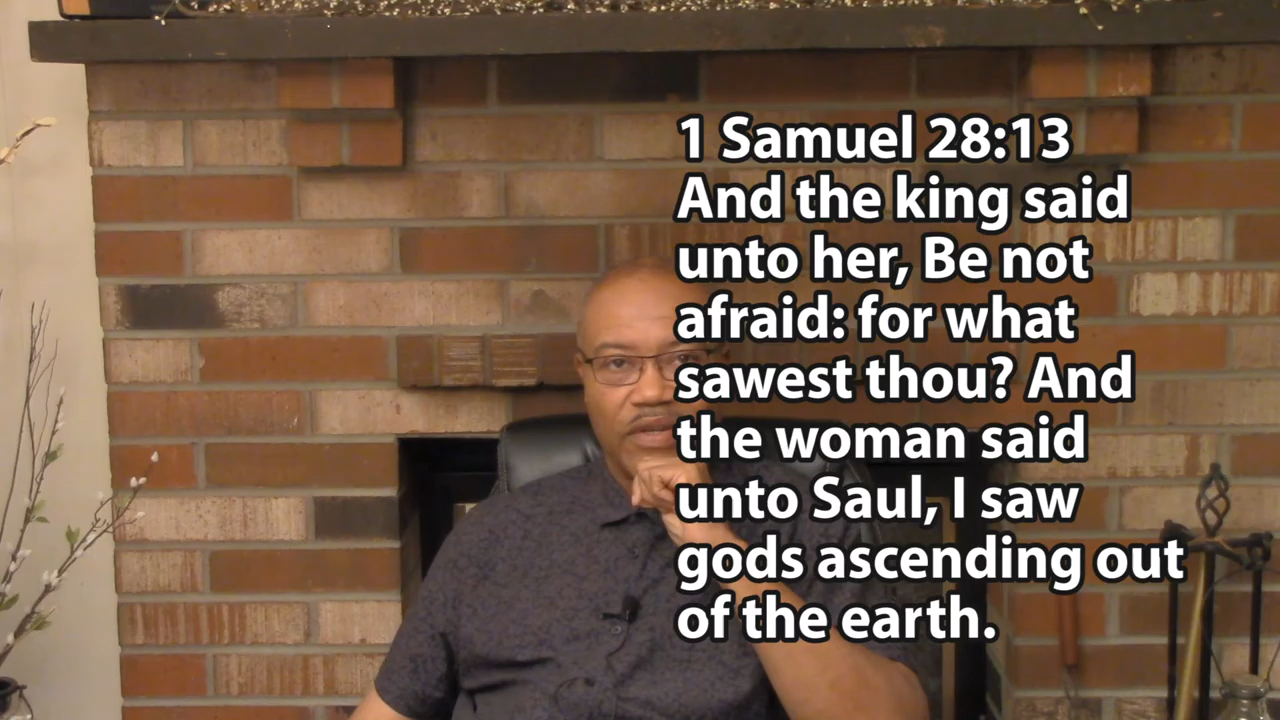 1 Samuel 28:13
And the king said
unto her, Be not
afraid: for what
sawest thou? And
the woman said
unto Saul, I saw
gods ascending out
of the earth.